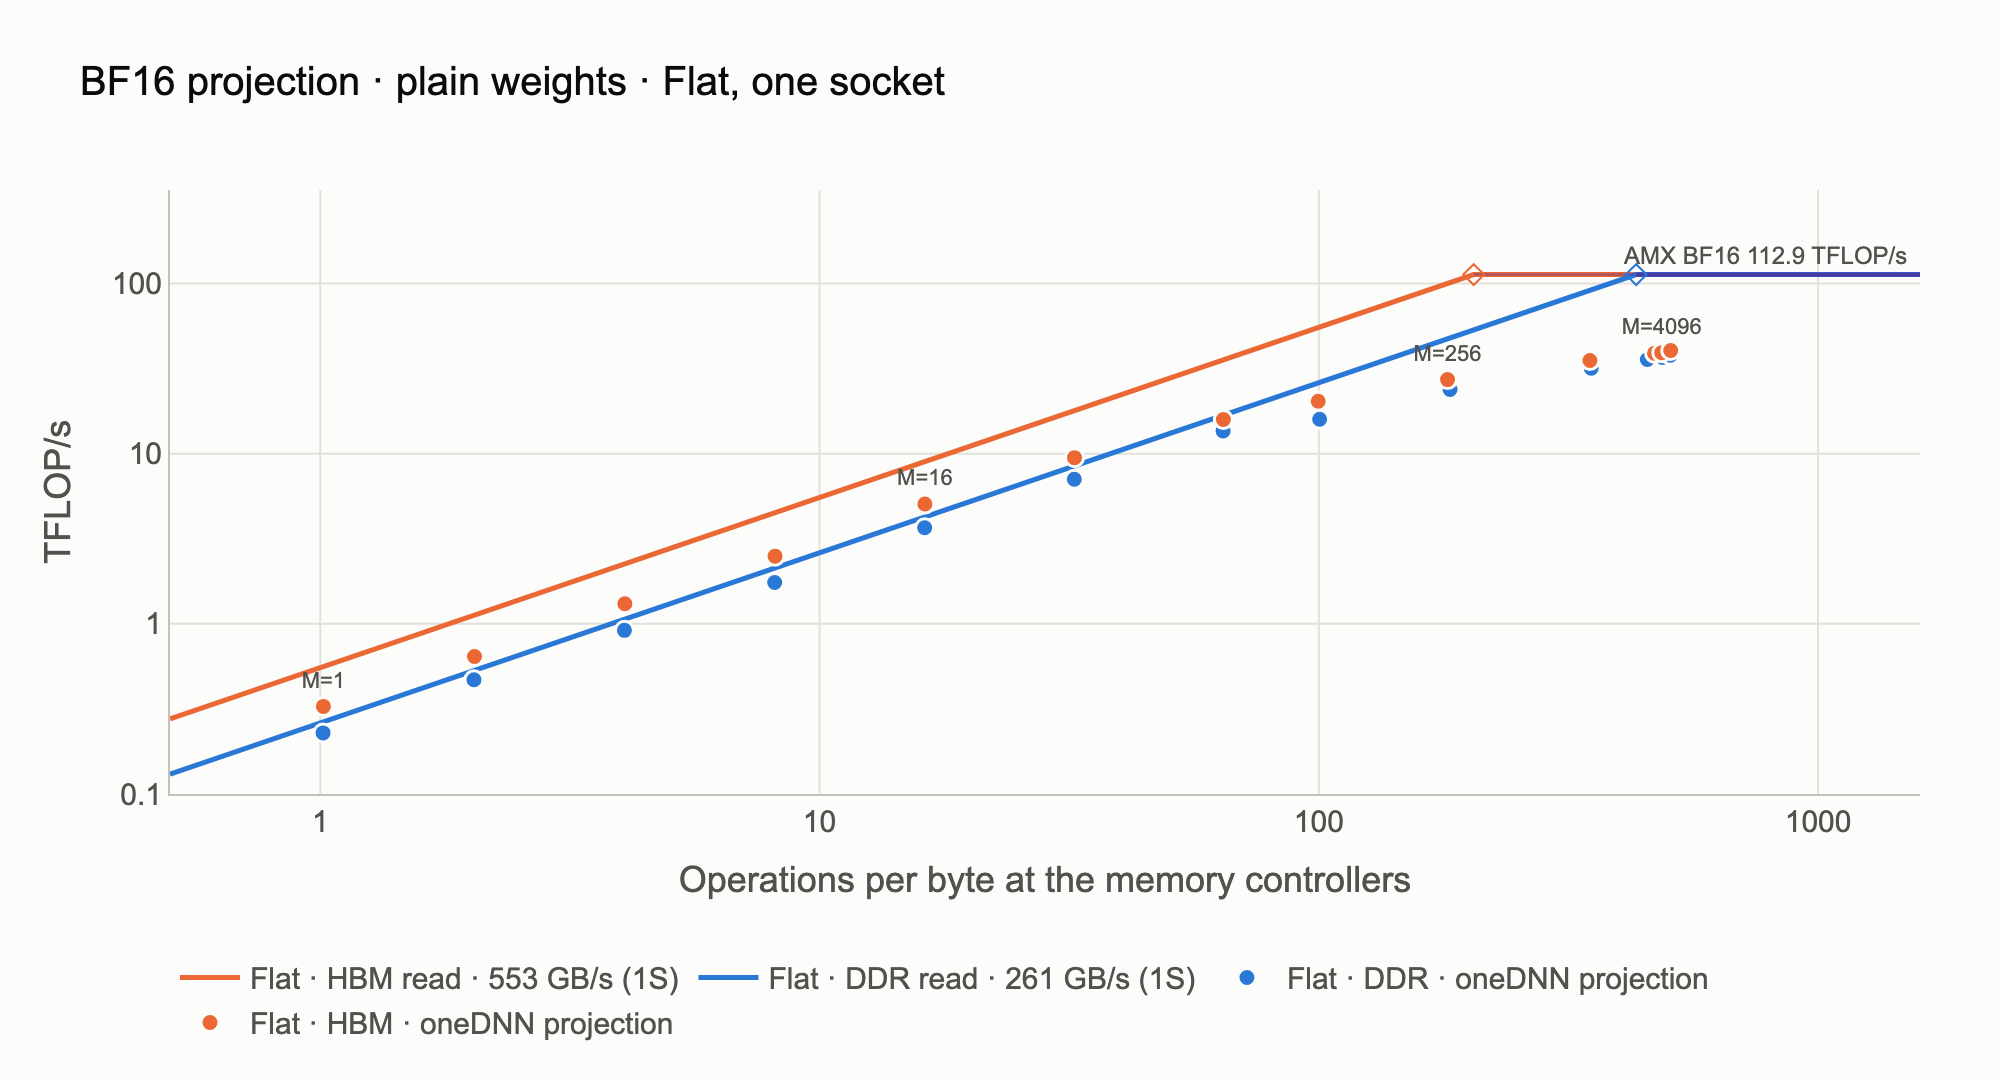 BF16 projection · plain weights · Flat, one socket
AMX BF16 112.9 TFLOP/s
100
M=4096
M=256
10
M=16
TFLOP/s
1
M=1
0.1
1
10
100
1000
Operations per byte at the memory controllers
Flat · HBM read · 553 GB/s (1S)
Flat · DDR read · 261 GB/s (1S)
Flat · DDR · oneDNN projection
Flat · HBM · oneDNN projection